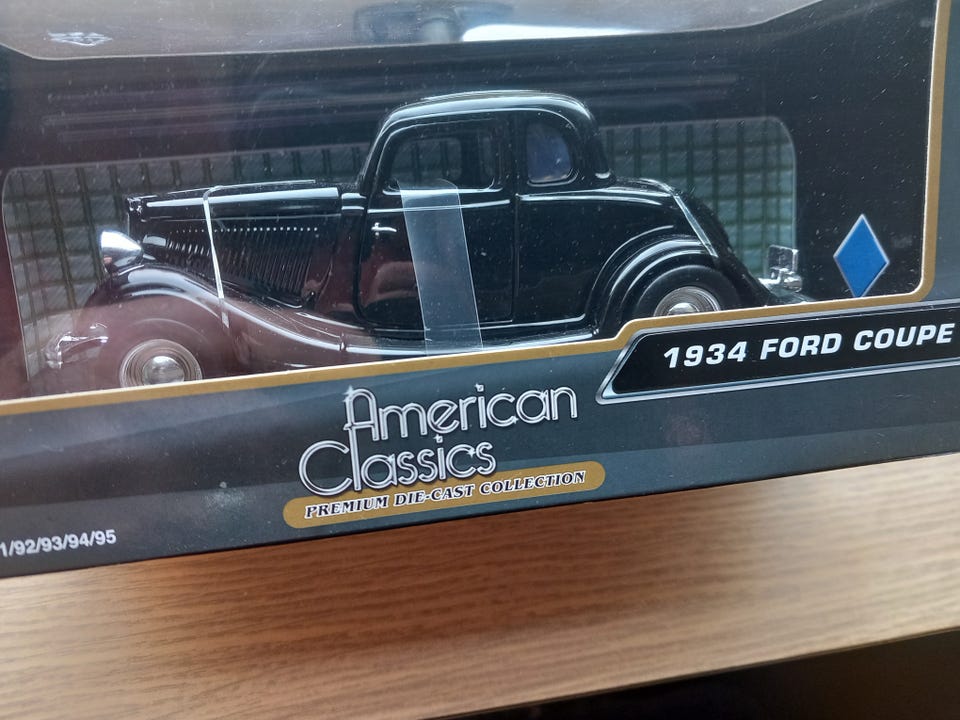 1934 FORD COUPE
American
Classics
PREMIUM DIE-CAST COLLECTION
1/92/93/94/95